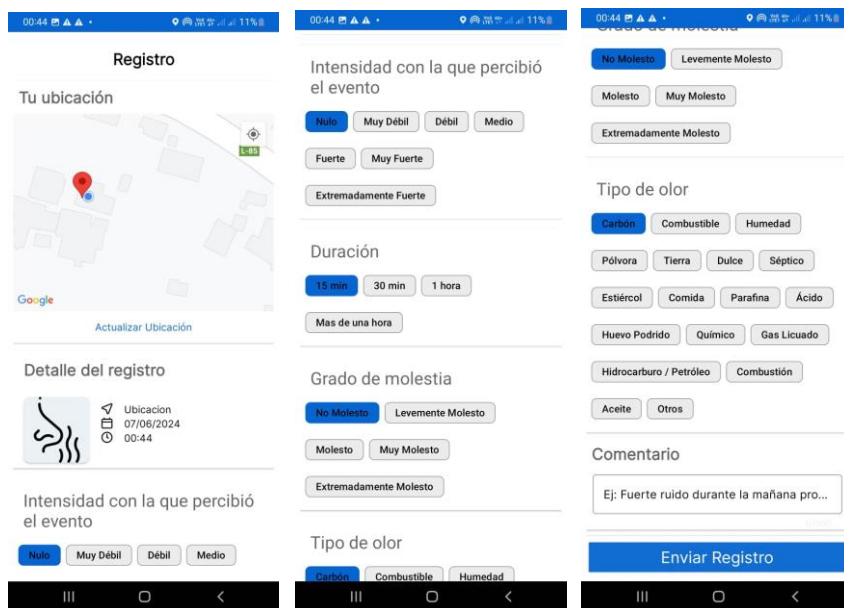 00:44 11%
Registro
Tu ubicación
L-85
Google
Actualizar Ubicación
Detalle del registro
Ubicacion
07/06/2024
00:44
Intensidad con la que percibió
el evento
Nulo Muy Débil Débil Medio
00:44 11%
Intensidad con la que percibió
el evento
Nulo Muy Débil Débil Medio
Fuerte Muy Fuerte
Extremadamente Fuerte
Duración
15 min 30 min 1 hora
Mas de una hora
Grado de molestia
No Molesto Levemente Molesto
Molesto Muy Molesto
Extremadamente Molesto
Tipo de olor
Carbón Combustible Humedad
00:44 11%
Grado de molestia
No Molesto Levemente Molesto
Molesto Muy Molesto
Extremadamente Molesto
Tipo de olor
Carbón Combustible Humedad
Pólvora Tierra Dulce Séptico
Estiércol Comida Parafina Ácido
Huevo Podrido Químico Gas Licuado
Hidrocarburo / Petróleo Combustión
Aceite Otros
Comentario
Ej: Fuerte ruido durante la mañana pro...
Enviar Registro